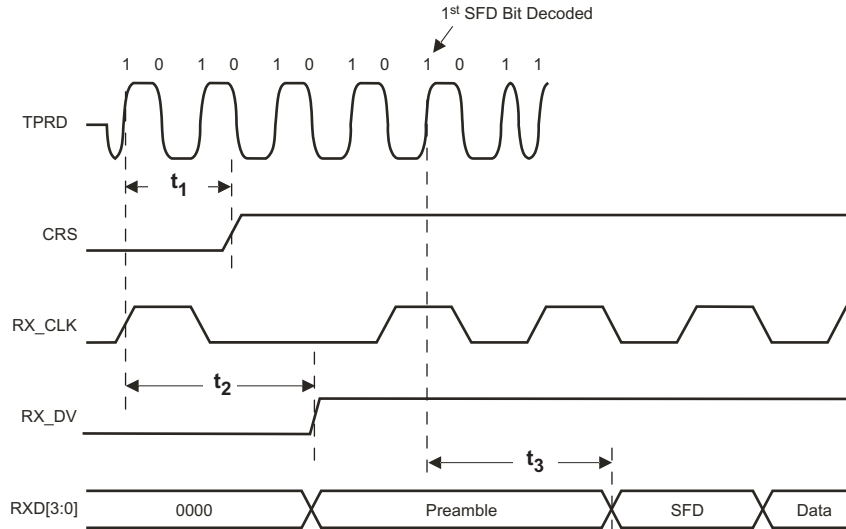 1st SFD Bit Decoded
1 0 1 0 1 0 1 0 1 0 1 1
TPRD
t1
CRS
RX_CLK
t2
RX_DV
t3
RXD[3:0] 0000 Preamble SFD Data